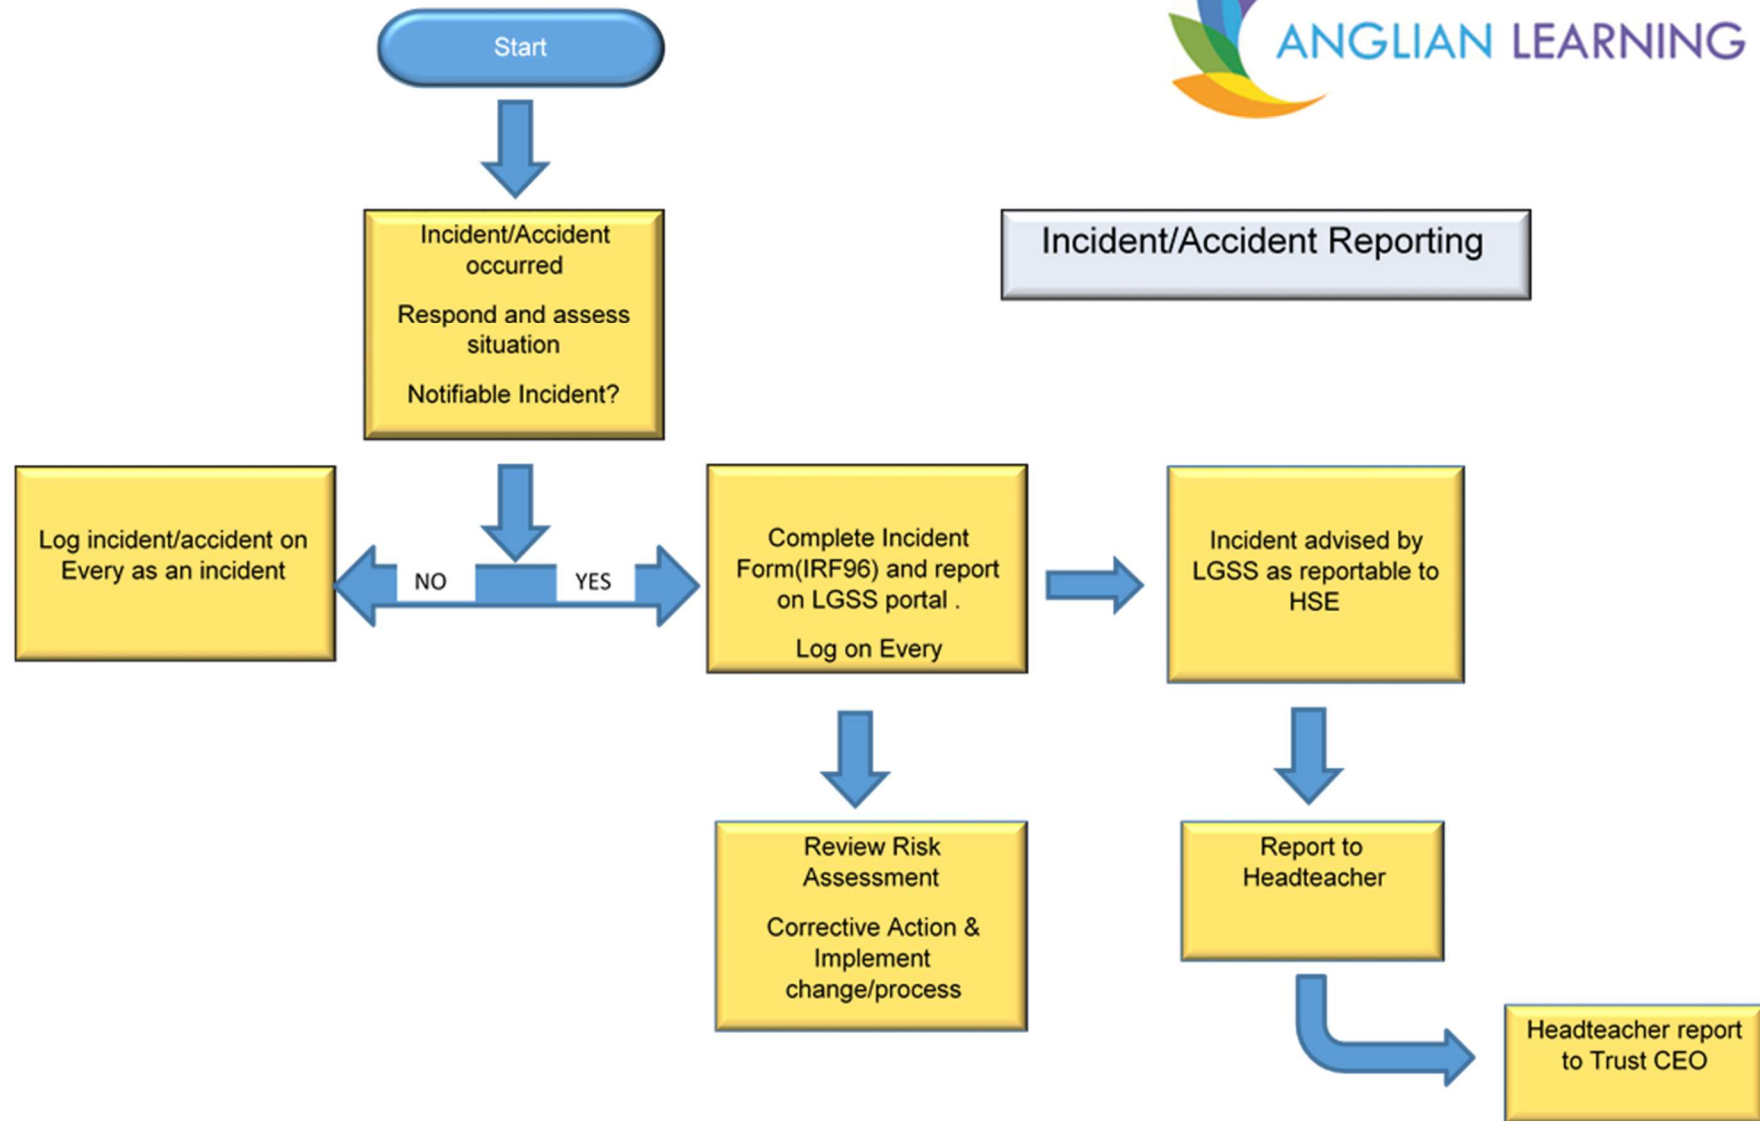 Start
ANGLIAN LEARNING
Incident/Accident
occurred
Respond and assess
situation
Notifiable Incident?
Incident/Accident Reporting
Log incident/accident on
Every as an incident
NO
YES
Complete Incident
Form(IRF96) and report
on LGSS portal .
Log on Every
Incident advised by
LGSS as reportable to
HSE
Review Risk
Assessment
Corrective Action &
Implement
change/process
Report to
Headteacher
Headteacher report
to Trust CEO